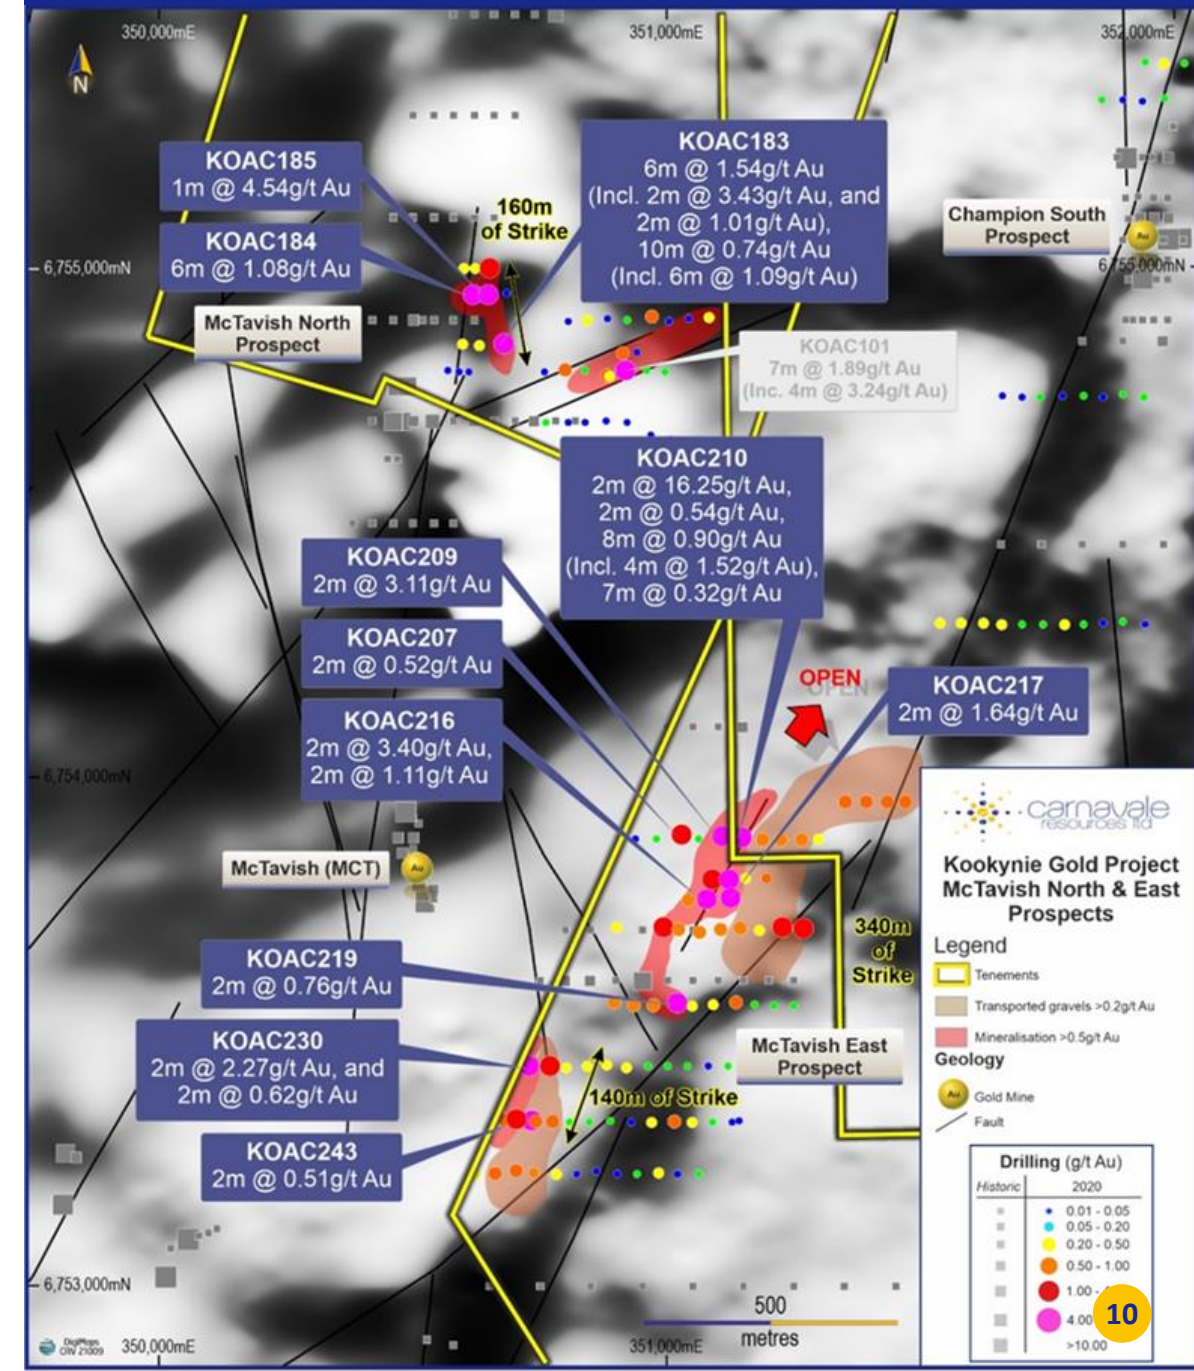 350,000mE
351,000mE
352,000mE
N
KOAC185
1m @ 4.54g/t Au
KOAC184
6m @ 1.08g/t Au
160m
of Strike
KOAC183
6m @ 1.54g/t Au
(Incl. 2m @ 3.43g/t Au, and
2m @ 1.01g/t Au),
10m @ 0.74g/t Au
(Incl. 6m @ 1.09g/t Au)
Champion South
Prospect
Au
6,755,000mN
6,755,000mN
McTavish North
Prospect
KOAC101
7m @ 1.89g/t Au
(Inc. 4m @ 3.24g/t Au)
KOAC210
2m @ 16.25g/t Au,
2m @ 0.54g/t Au,
8m @ 0.90g/t Au
(Incl. 4m @ 1.52g/t Au),
7m @ 0.32g/t Au
KOAC209
2m @ 3.11g/t Au
KOAC207
2m @ 0.52g/t Au
KOAC216
2m @ 3.40g/t Au,
2m @ 1.11g/t Au
OPEN
KOAC217
2m @ 1.64g/t Au
6,754,000mN
McTavish (MCT)
Au
340m
of
Strike
KOAC219
2m @ 0.76g/t Au
KOAC230
2m @ 2.27g/t Au, and
2m @ 0.62g/t Au
KOAC243
2m @ 0.51g/t Au
McTavish East
Prospect
140m of Strike
6,753,000mN
500
metres
DigiMaps
350,000mE
351,000mE
carnavale
resources ltd
Kookynie Gold Project
McTavish North & East
Prospects
Legend
Tenements
Transported gravels >0.2g/t Au
Mineralisation >0.5g/t Au
Geology
Au
Gold Mine
Fault
Drilling (g/t Au)
Historic
2020
0.01 - 0.05
0.05 - 0.20
0.20 - 0.50
0.50 - 1.00
1.00 -
4.00
>10.00
10